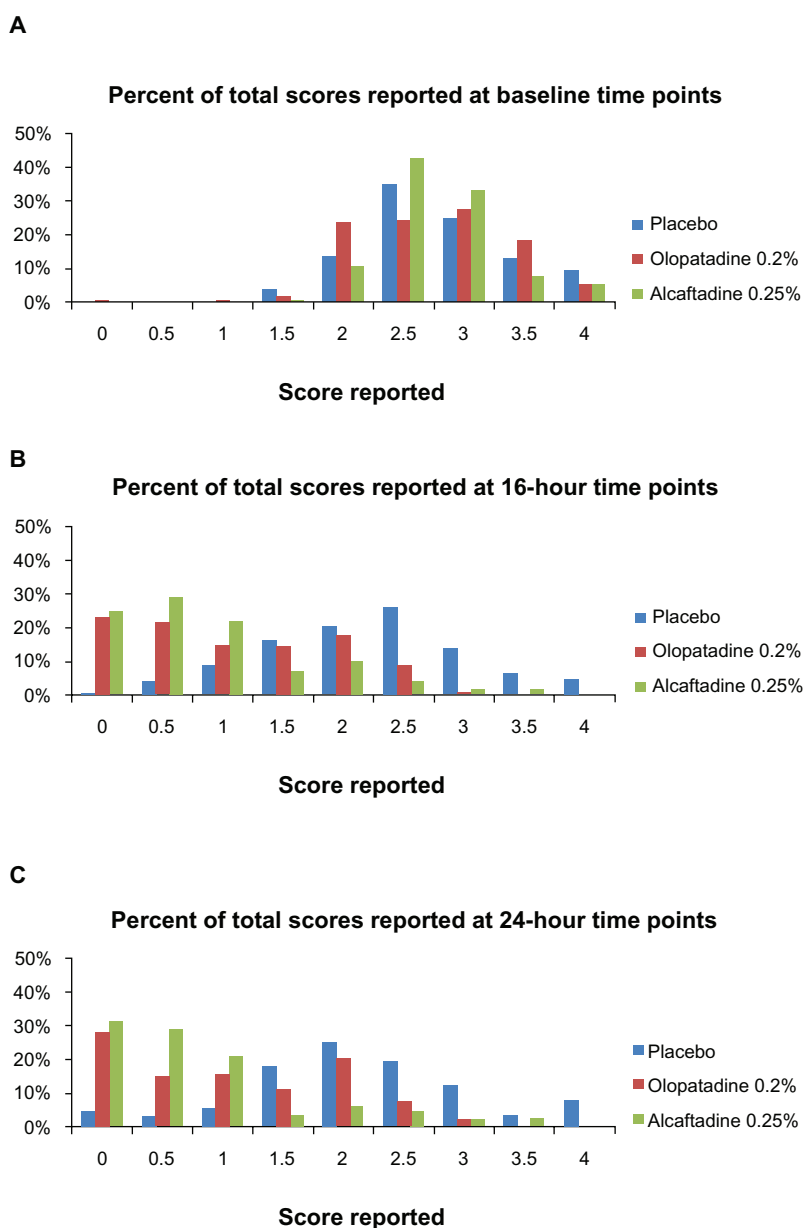 A
Percent of total scores reported at baseline time points
50%
40%
30%
20%
10%
0%
0 0.5 1 1.5 2 2.5 3 3.5 4
Score reported
Placebo
Olopatadine 0.2%
Alcaftadine 0.25%
B
Percent of total scores reported at 16-hour time points
50%
40%
30%
20%
10%
0%
0 0.5 1 1.5 2 2.5 3 3.5 4
Score reported
Placebo
Olopatadine 0.2%
Alcaftadine 0.25%
C
Percent of total scores reported at 24-hour time points
50%
40%
30%
20%
10%
0%
0 0.5 1 1.5 2 2.5 3 3.5 4
Score reported
Placebo
Olopatadine 0.2%
Alcaftadine 0.25%